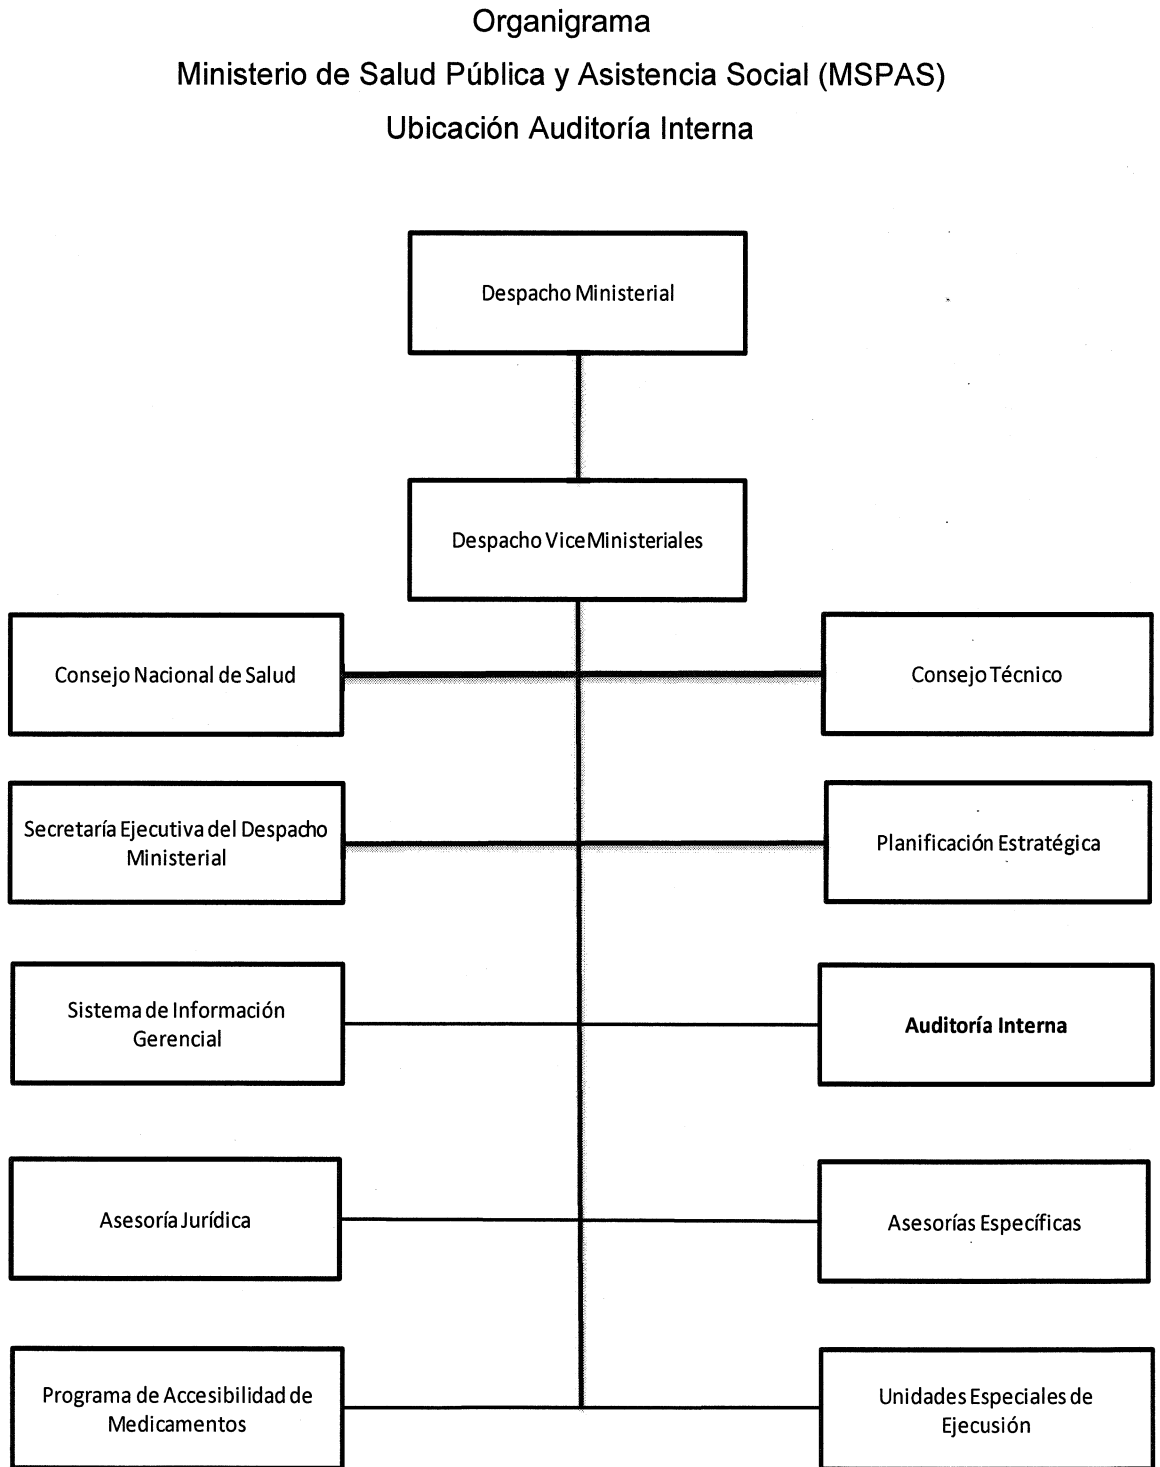 Organigrama
Ministerio de Salud Pública y Asistencia Social (MSPAS)
Ubicación Auditoría Interna
Despacho Ministerial
Despacho ViceMinisteriales
Consejo Nacional de Salud
Consejo Técnico
Secretaría Ejecutiva del Despacho
Ministerial
Planificación Estratégica
Sistema de Información
Gerencial
Auditoría Interna
Asesoría Jurídica
Asesorías Específicas
Programa de Accesibilidad de
Medicamentos
Unidades Especiales de
Ejecusión